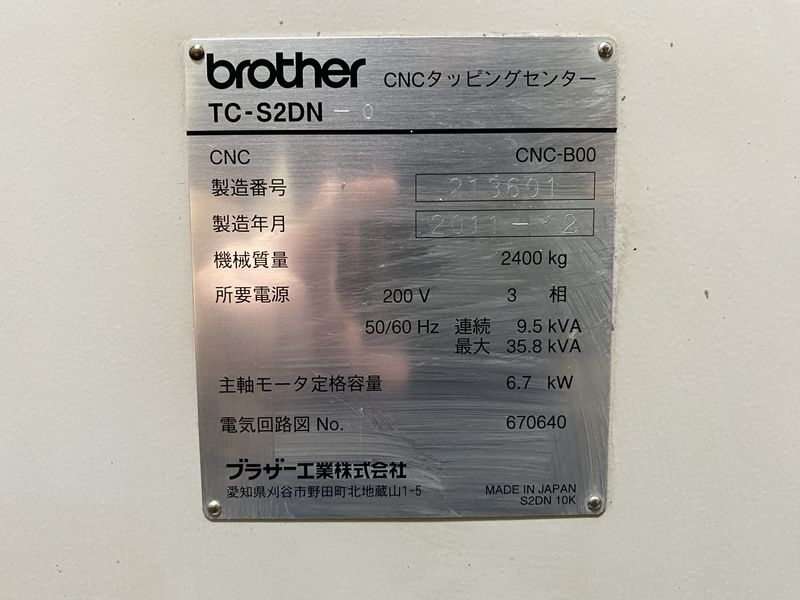 brother CNCタッピングセンター
TC-S2DN-0
CNC CNC-B00
製造番号 213601
製造年月 2011-12
機械質量 2400 kg
所要電源 200 V 3 相
50/60 Hz 連続 9.5 kVA
最大 35.8 kVA
主軸モータ定格容量 6.7 kW
電気回路図 No. 670640
ブラザー工業株式会社
愛知県刈谷市野田町北地蔵山1-5 MADE IN JAPAN
S2DN 10K